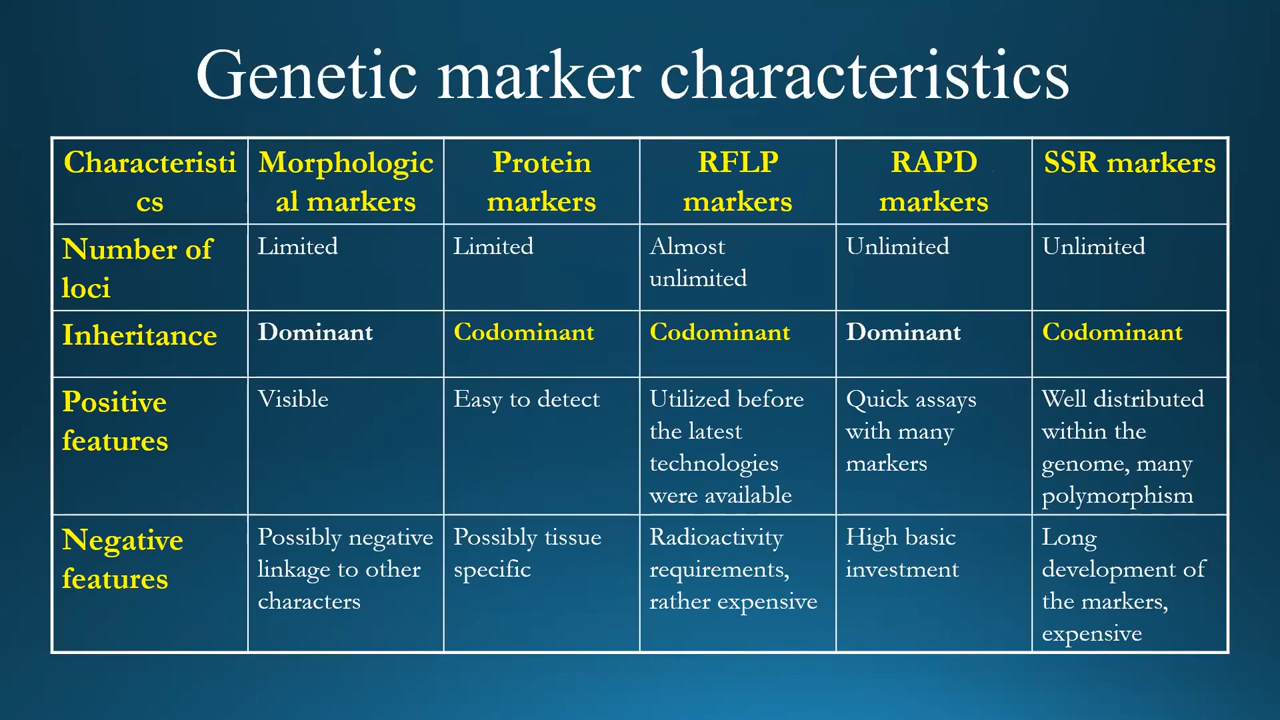 Genetic marker characteristics
Characteristi
cs
Morphologic
al markers
Protein
markers
RFLP
markers
RAPD
markers
SSR markers
Number of
loci
Limited
Limited
Almost
unlimited
Unlimited
Unlimited
Inheritance
Dominant
Codominant
Codominant
Dominant
Codominant
Positive
features
Visible
Easy to detect
Utilized before
the latest
technologies
were available
Quick assays
with many
markers
Well distributed
within the
genome, many
polymorphism
Negative
features
Possibly negative
linkage to other
characters
Possibly tissue
specific
Radioactivity
requirements,
rather expensive
High basic
investment
Long
development of
the markers,
expensive